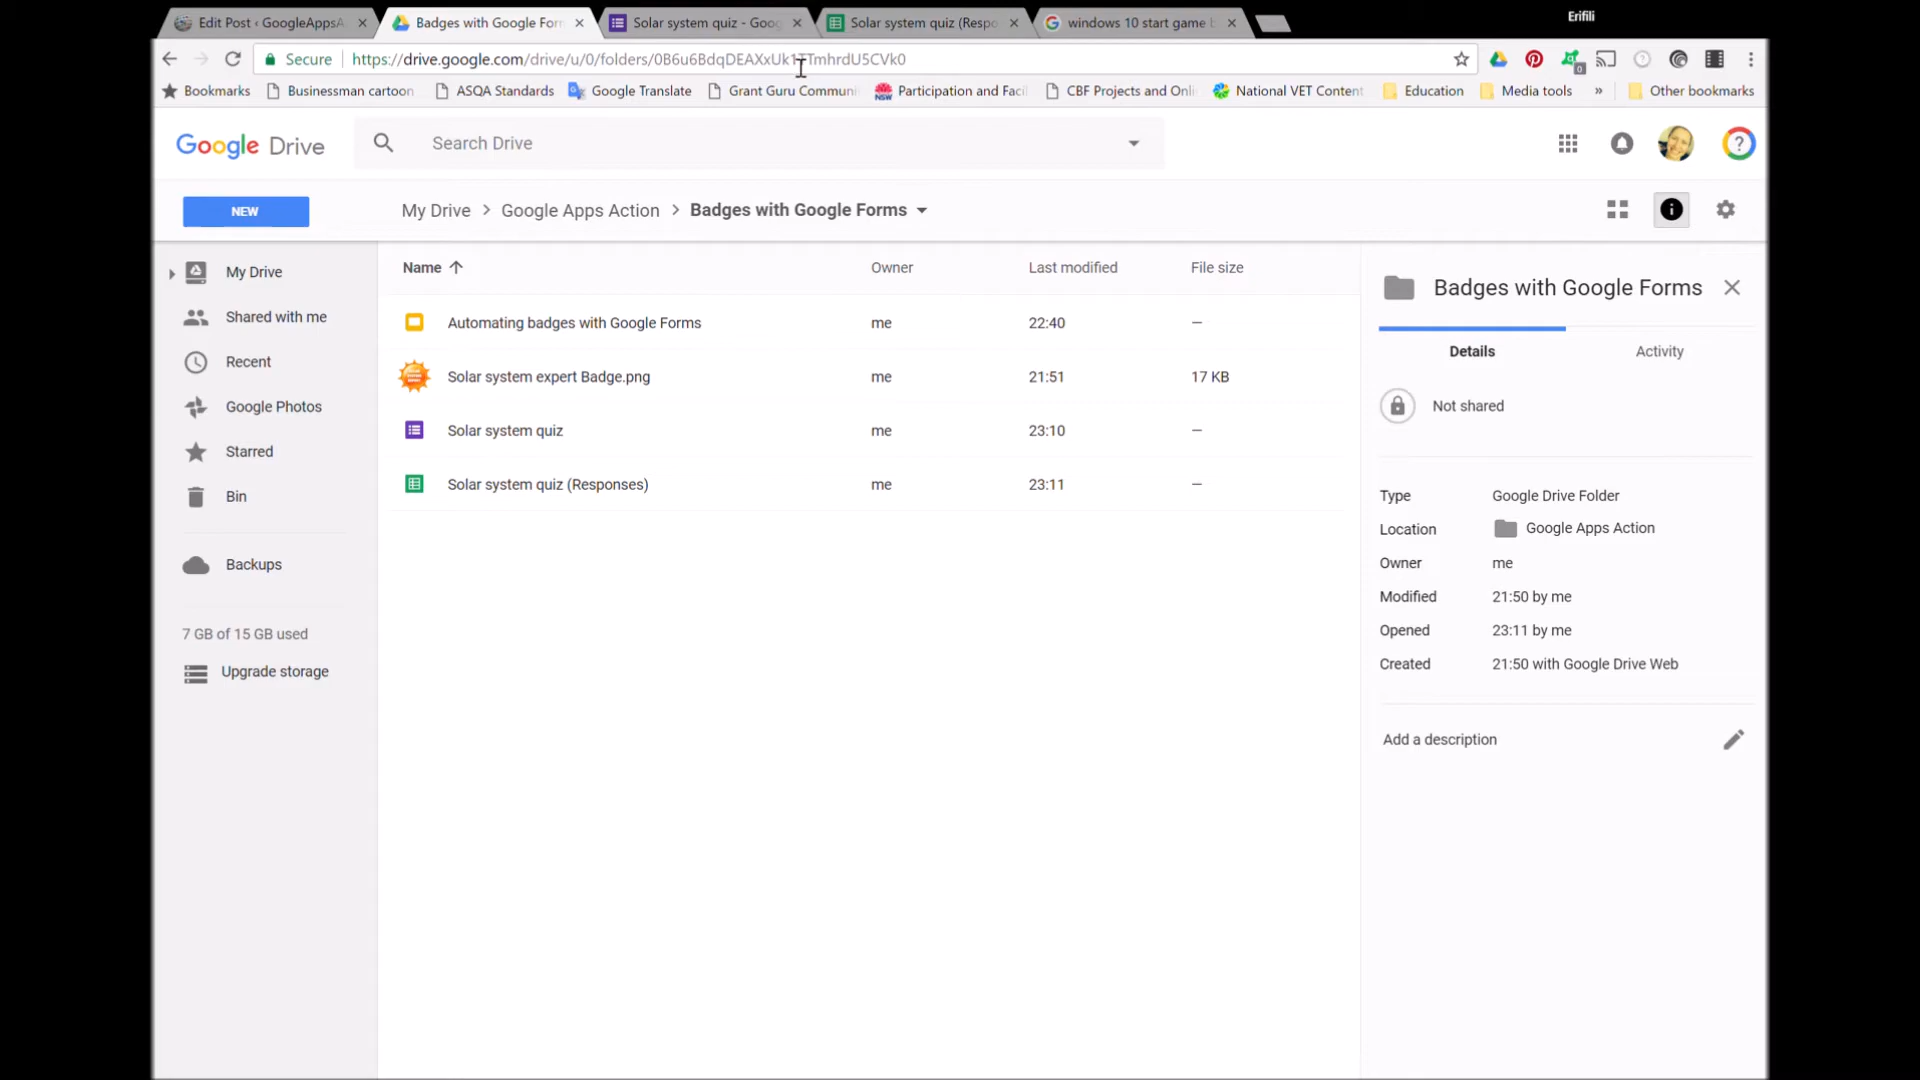 Edit Post ‹ GoogleAppsA
Badges with Google Form
Solar system quiz - Goog
Solar system quiz (Respo
windows 10 start game b
Erifili
Secure
https://drive.google.com/drive/u/0/folders/0B6u6BdqDEAXxUk1TTmhrdU5CVk0
0
Bookmarks
Businessman cartoon
ASQA Standards
Google Translate
Grant Guru Communi
Participation and Facil
CBF Projects and Onli
National VET Content
Education
Media tools
»
Other bookmarks
Google Drive
Search Drive
?
NEW
My Drive > Google Apps Action > Badges with Google Forms
My Drive
Shared with me
Recent
Google Photos
Starred
Bin
Backups
7 GB of 15 GB used
Upgrade storage
Name
Owner
Last modified
File size
Automating badges with Google Forms me 22:40 –
Solar system expert Badge.png me 21:51 17 KB
Solar system quiz me 23:10 –
Solar system quiz (Responses) me 23:11 –
Badges with Google Forms
Details
Activity
Not shared
Type Google Drive Folder
Location Google Apps Action
Owner me
Modified 21:50 by me
Opened 23:11 by me
Created 21:50 with Google Drive Web
Add a description